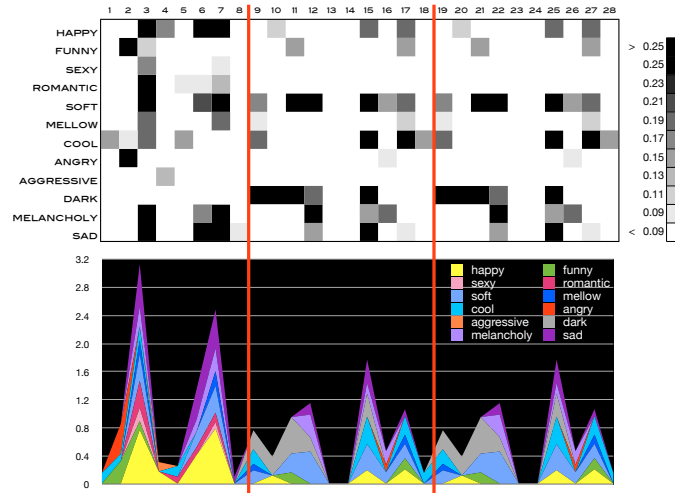 1 2 3 4 5 6 7 8 9 10 11 12 13 14 15 16 17 18 19 20 21 22 23 24 25 26 27 28
HAPPY
FUNNY
SEXY
ROMANTIC
SOFT
MELLOW
COOL
ANGRY
AGGRESSIVE
DARK
MELANCHOLY
SAD
> 0.25
0.25
0.23
0.21
0.19
0.17
0.15
0.13
0.11
0.09
< 0.09
3.2
2.8
2.4
2.0
1.6
1.2
0.8
0.4
0
happy funny
sexy romantic
soft mellow
cool angry
aggressive dark
melancholy sad